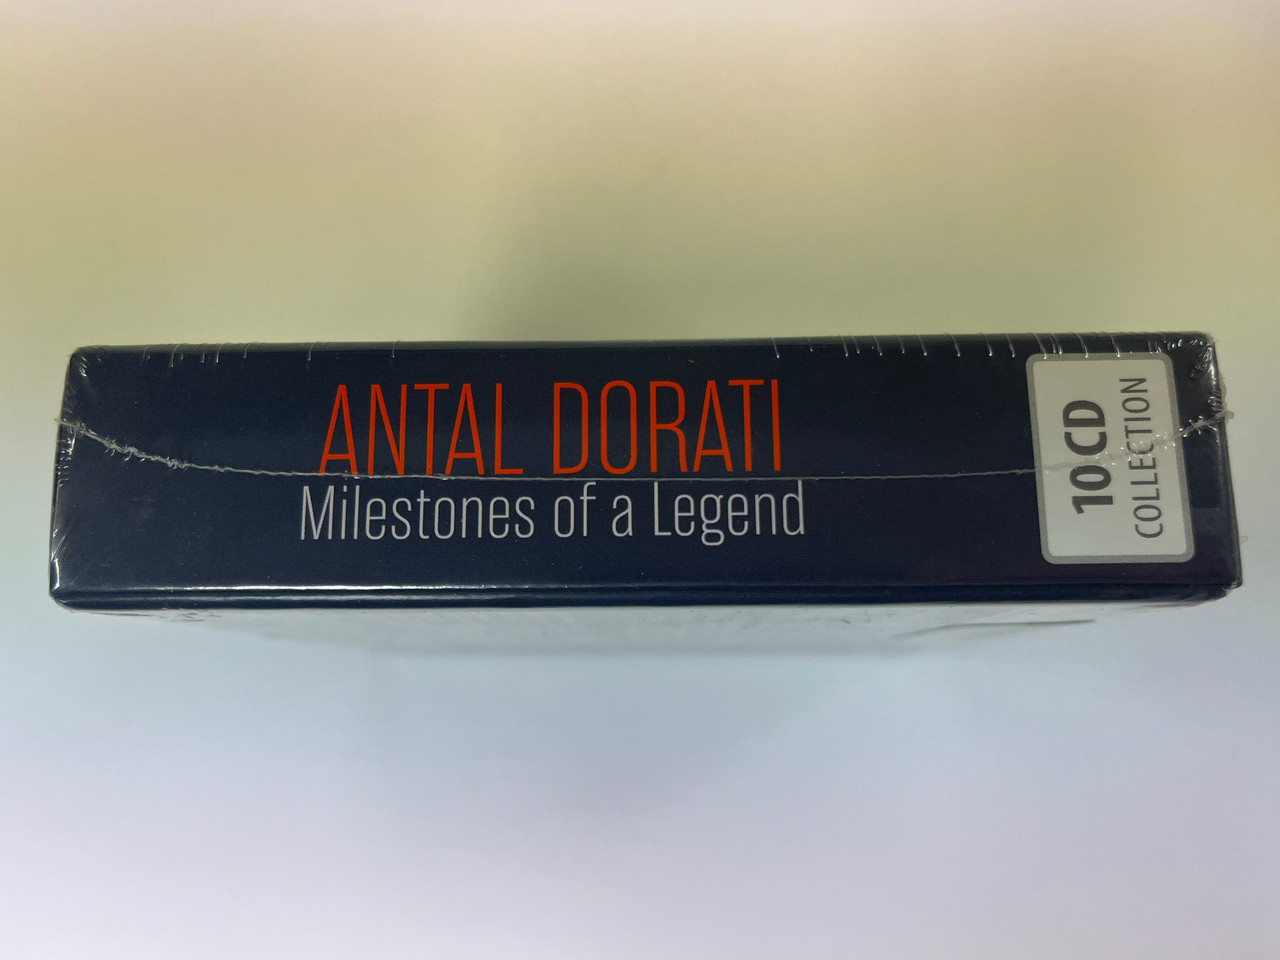 ANTAL DORATI
Milestones of a Legend
10 CD
COLLECTION